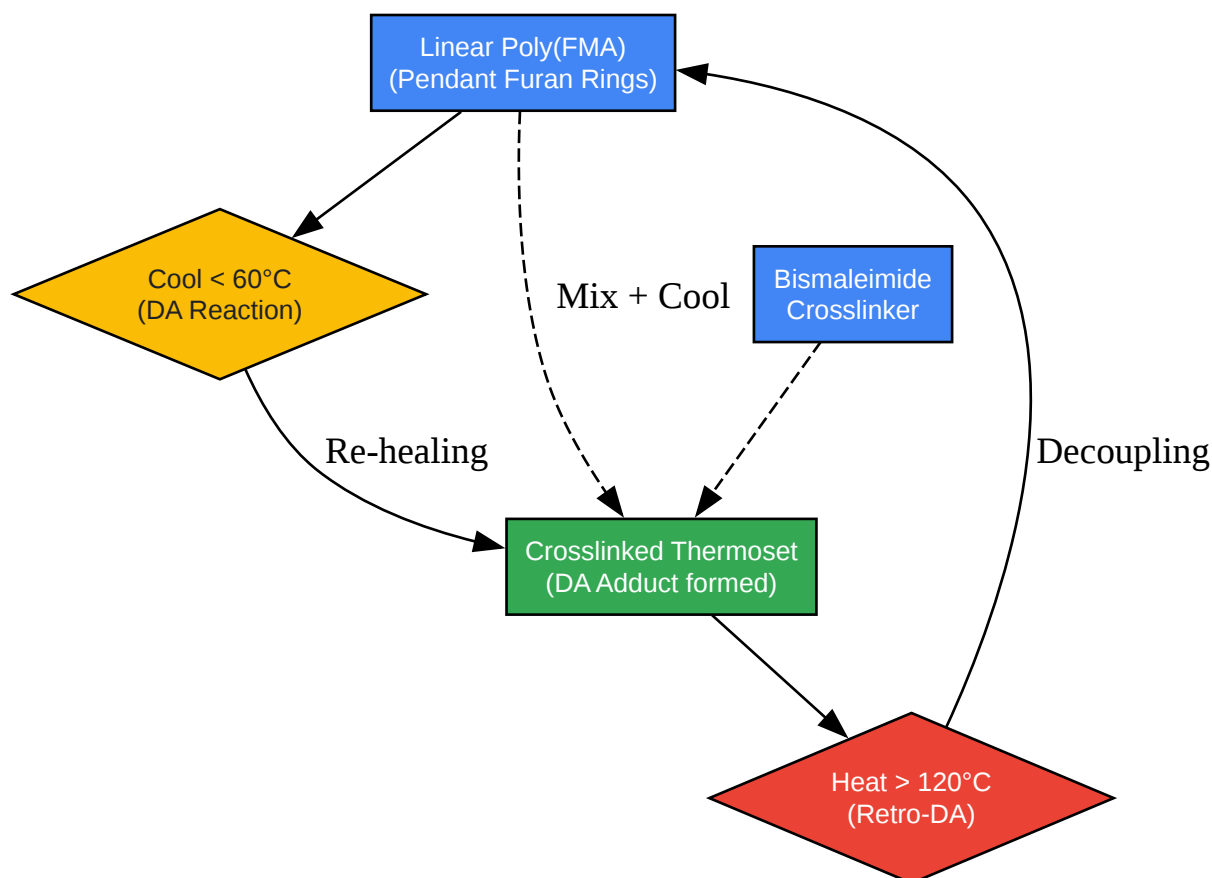 Linear Poly(FMA)
(Pendant Furan Rings)
Cool < 60°C
(DA Reaction)
Mix + Cool
Bismaleimide
Crosslinker
Re-healing
Decoupling
Crosslinked Thermoset
(DA Adduct formed)
Heat > 120°C
(Retro-DA)